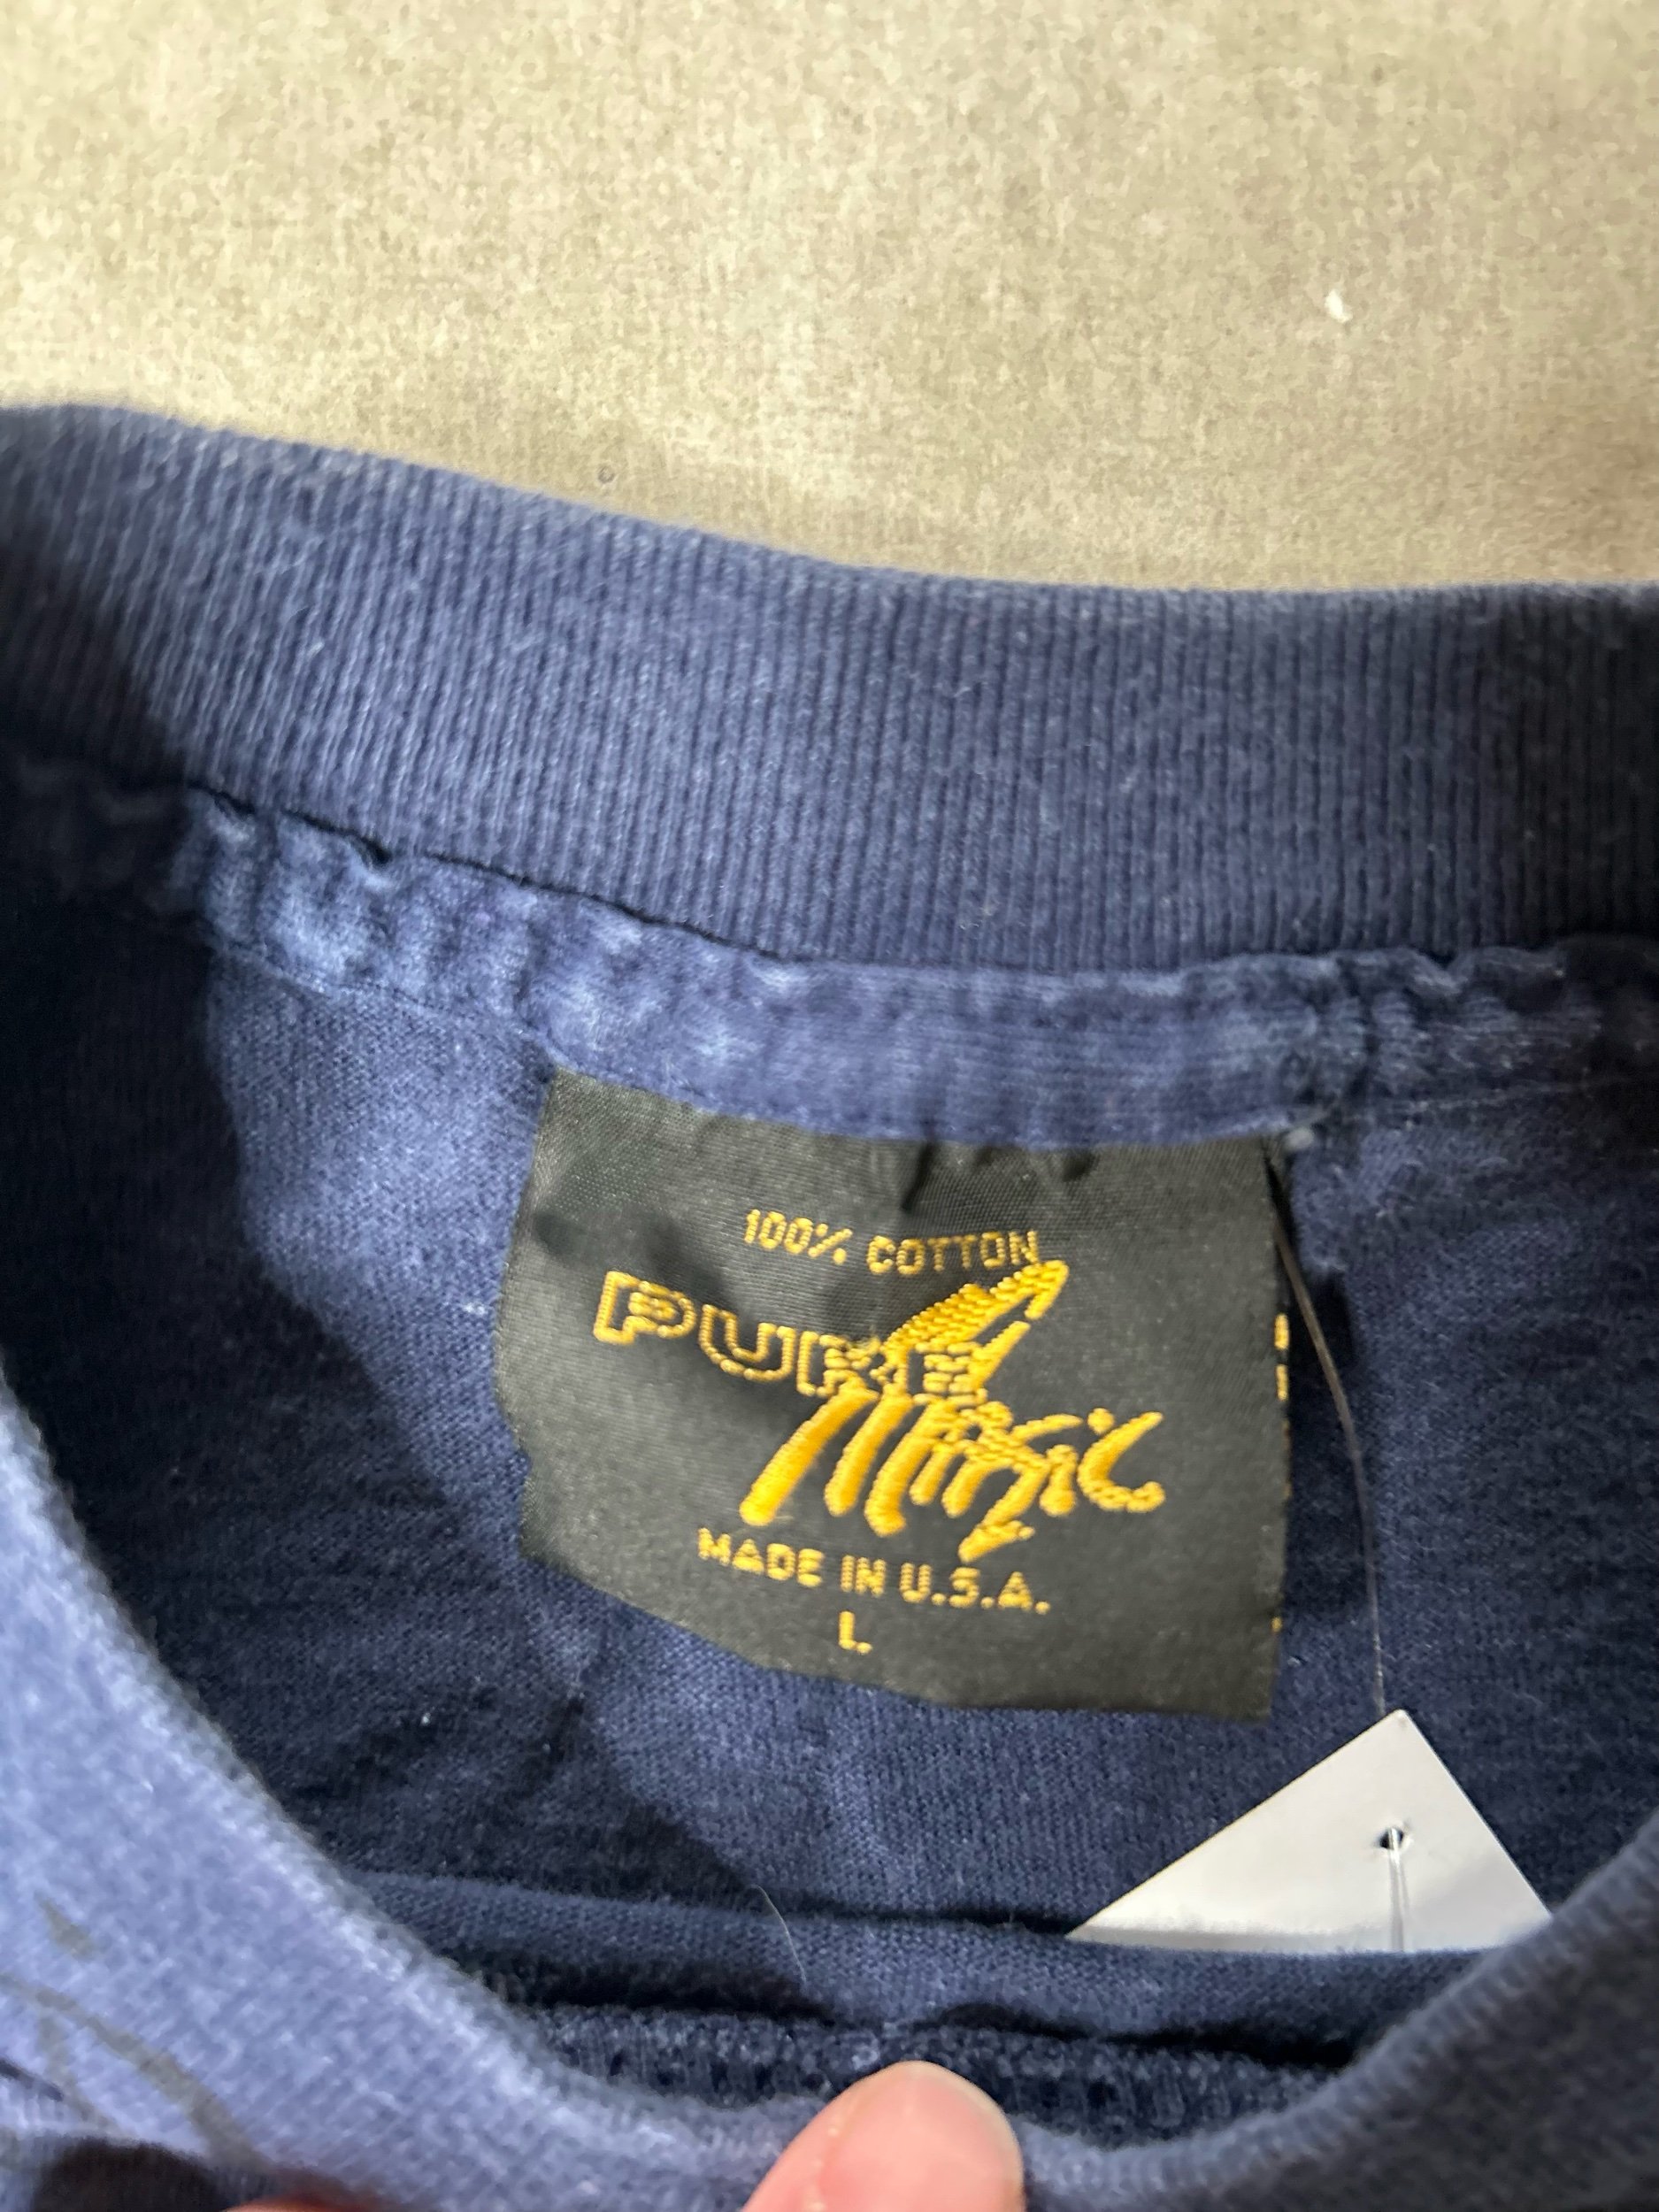 100% COTTON
PURE
Magic
MADE IN U.S.A.
L